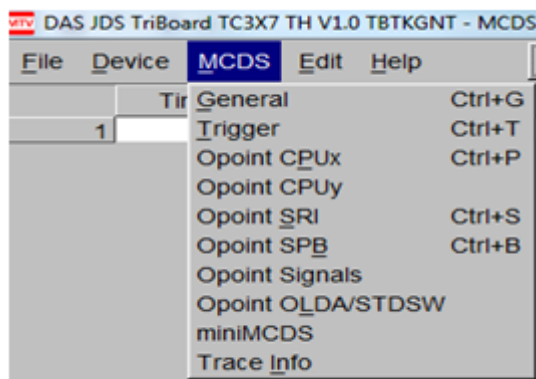 MTV DAS JDS TriBoard TC3X7 TH V1.0 TBTKGNT - MCDS
File Device MCDS Edit Help
Tir
1
General Ctrl+G
Trigger Ctrl+T
Opoint CPUx Ctrl+P
Opoint CPUy
Opoint SRI Ctrl+S
Opoint SPB Ctrl+B
Opoint Signals
Opoint OLDA/STDSW
miniMCDS
Trace Info